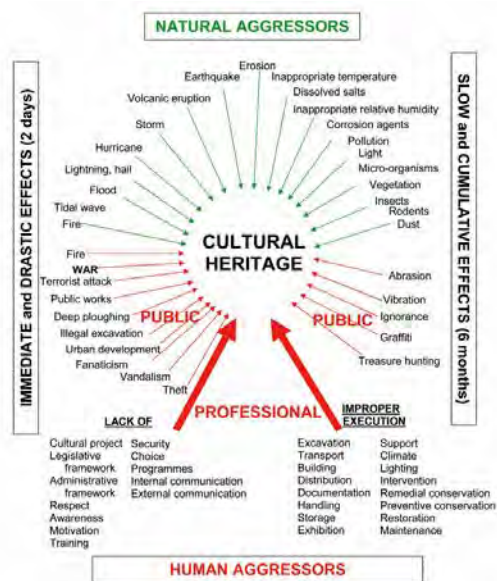 NATURAL AGGRESSORS
IMMEDIATE and DRASTIC EFFECTS (2 days)
SLOW and CUMULATIVE EFFECTS (6 months)
Erosion
Earthquake
Volcanic eruption
Storm
Hurricane
Lightning, hail
Flood
Tidal wave
Fire
Inappropriate temperature
Dissolved salts
Inappropriate relative humidity
Corrosion agents
Pollution
Light
Micro-organisms
Vegetation
Insects
Rodents
Dust
CULTURAL
HERITAGE
Fire
WAR
Terrorist attack
Public works
Deep ploughing
Illegal excavation
Urban development
Fanaticism
Vandalism
Theft
PUBLIC
PUBLIC
Abrasion
Vibration
Ignorance
Graffiti
Treasure hunting
PROFESSIONAL
LACK OF
Cultural project
Legislative
framework
Administrative
framework
Respect
Awareness
Motivation
Training
Security
Choice
Programmes
Internal communication
External communication
IMPROPER
EXECUTION
Excavation
Transport
Building
Distribution
Documentation
Handling
Storage
Exhibition
Support
Climate
Lighting
Intervention
Remedial conservation
Preventive conservation
Restoration
Maintenance
HUMAN AGGRESSORS